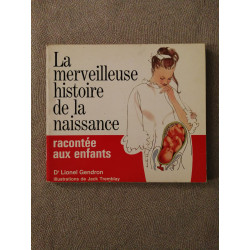 La
merveilleuse
histoire
de la
naissance
racontée
aux enfants
Dr Lionel Gendron
Illustrations de Jack Tremblay